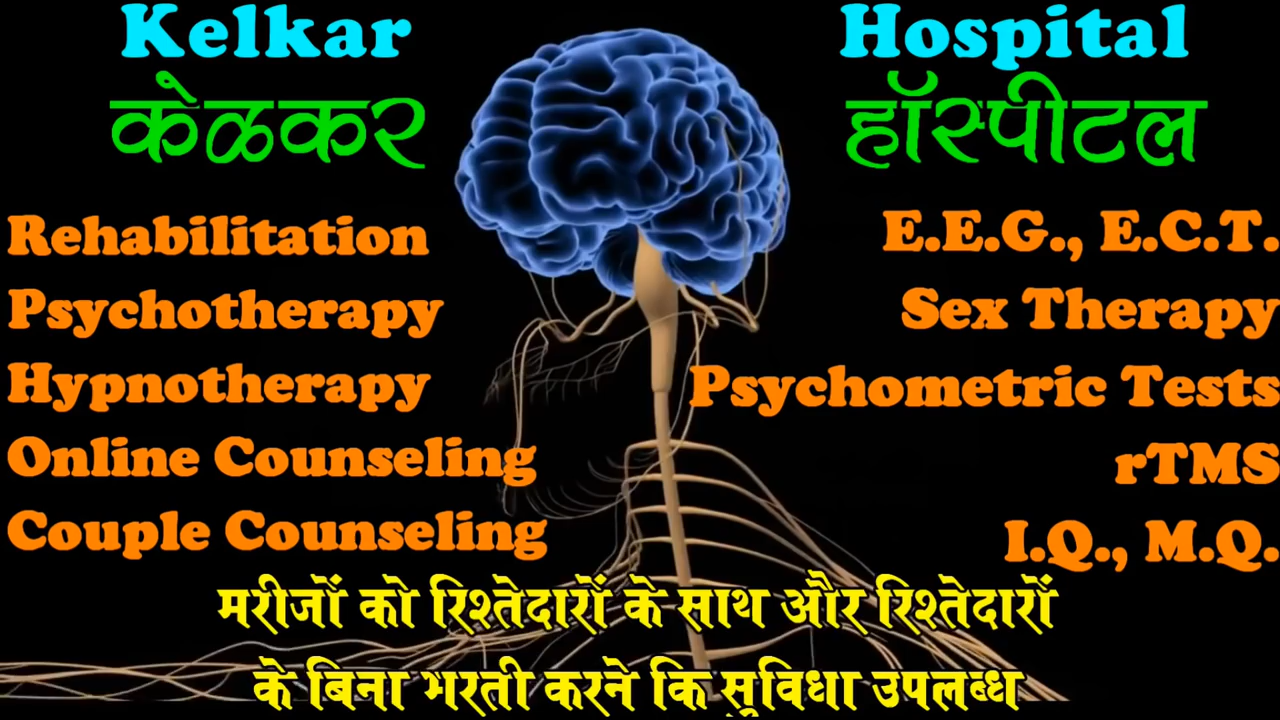 Kelkar Hospital
केळकर हॉस्पीटल
Rehabilitation
Psychotherapy
Hypnotherapy
Online Counseling
Couple Counseling
E.E.G., E.C.T.
Sex Therapy
Psychometric Tests
rTMS
I.Q., M.Q.
मरीजों को रिश्तेदारों के साथ और रिश्तेदारों
के बिना भरती करने कि सुविधा उपलब्ध